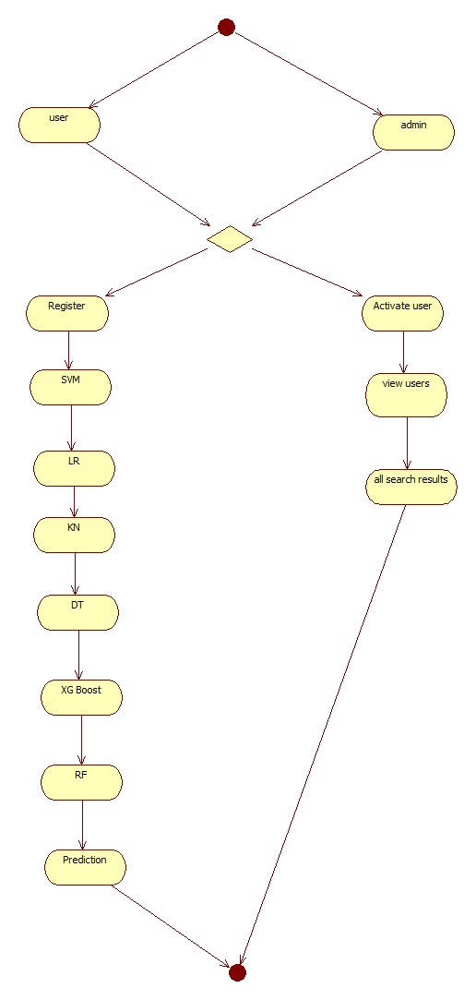 user
admin
Register
Activate user
SVM
view users
LR
all search results
KN
DT
XG Boost
RF
Prediction